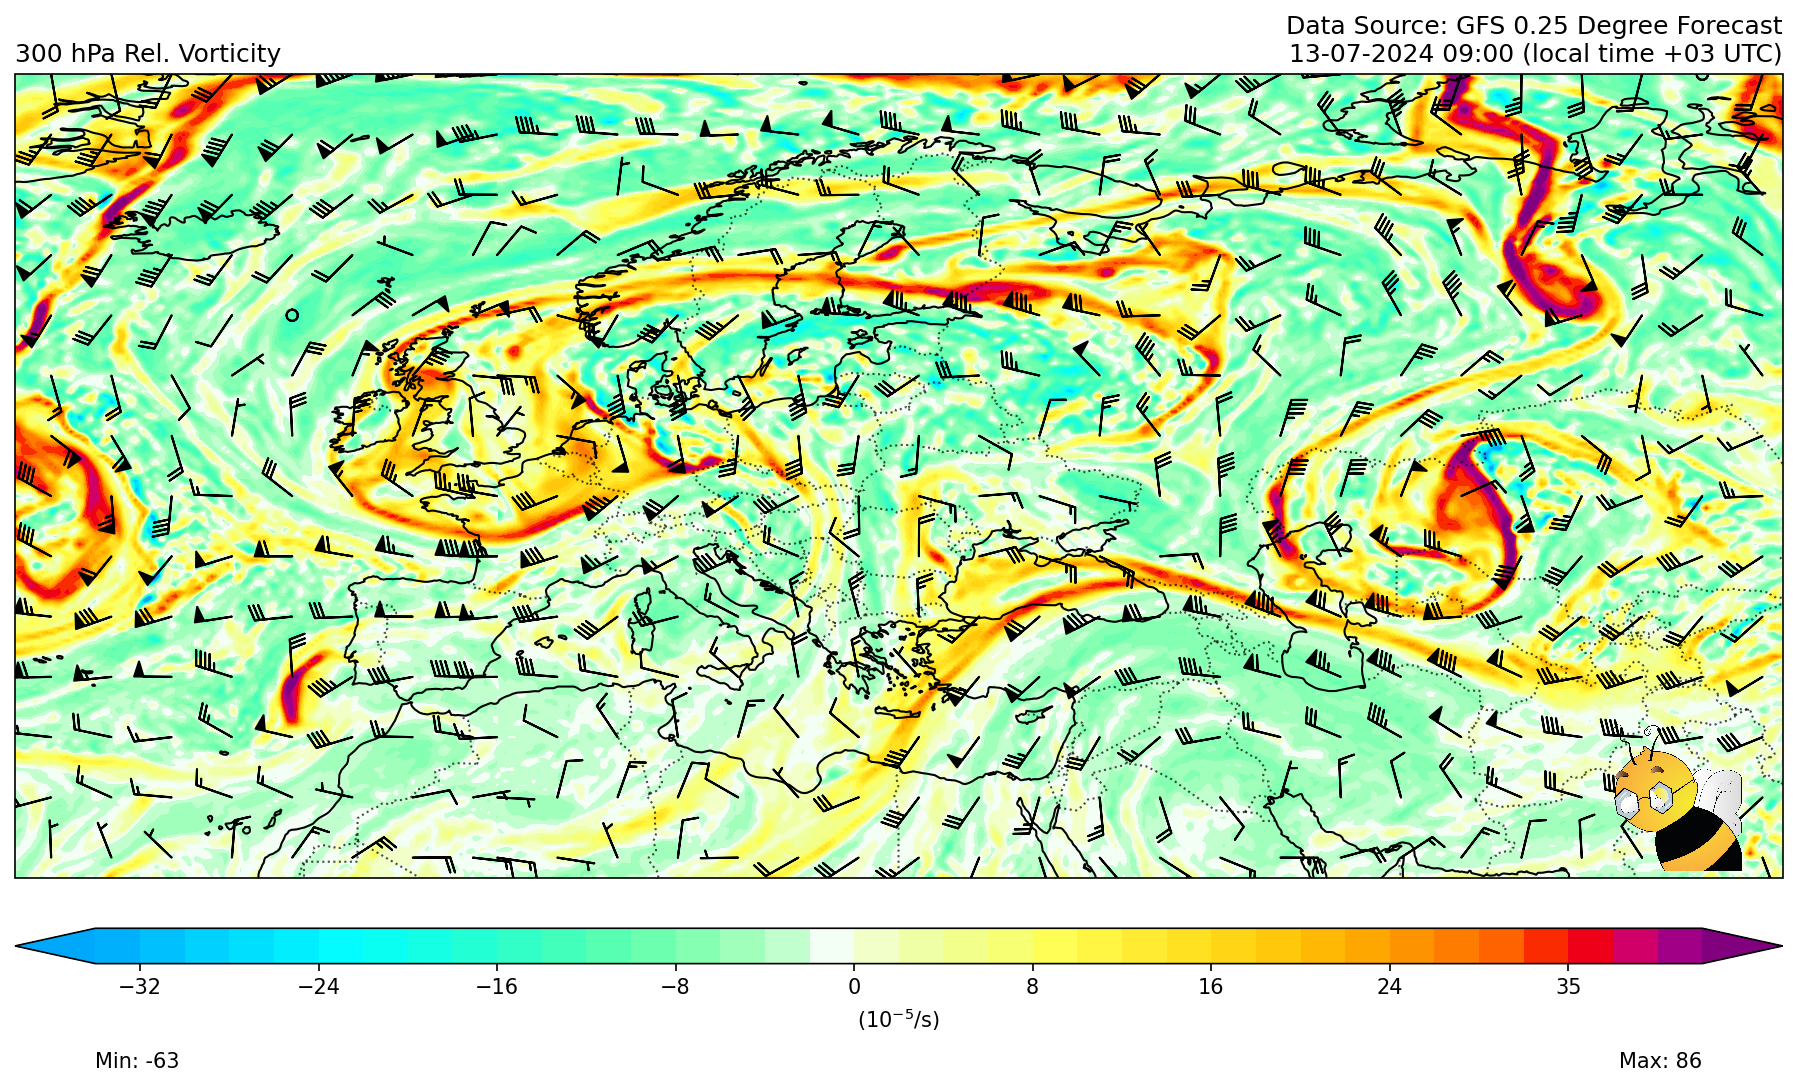 Data Source: GFS 0.25 Degree Forecast
300 hPa Rel. Vorticity
13-07-2024 09:00 (local time +03 UTC)
−32 −24 −16 −8 0 8 16 24 35
(10⁻⁵/s)
Min: -63
Max: 86